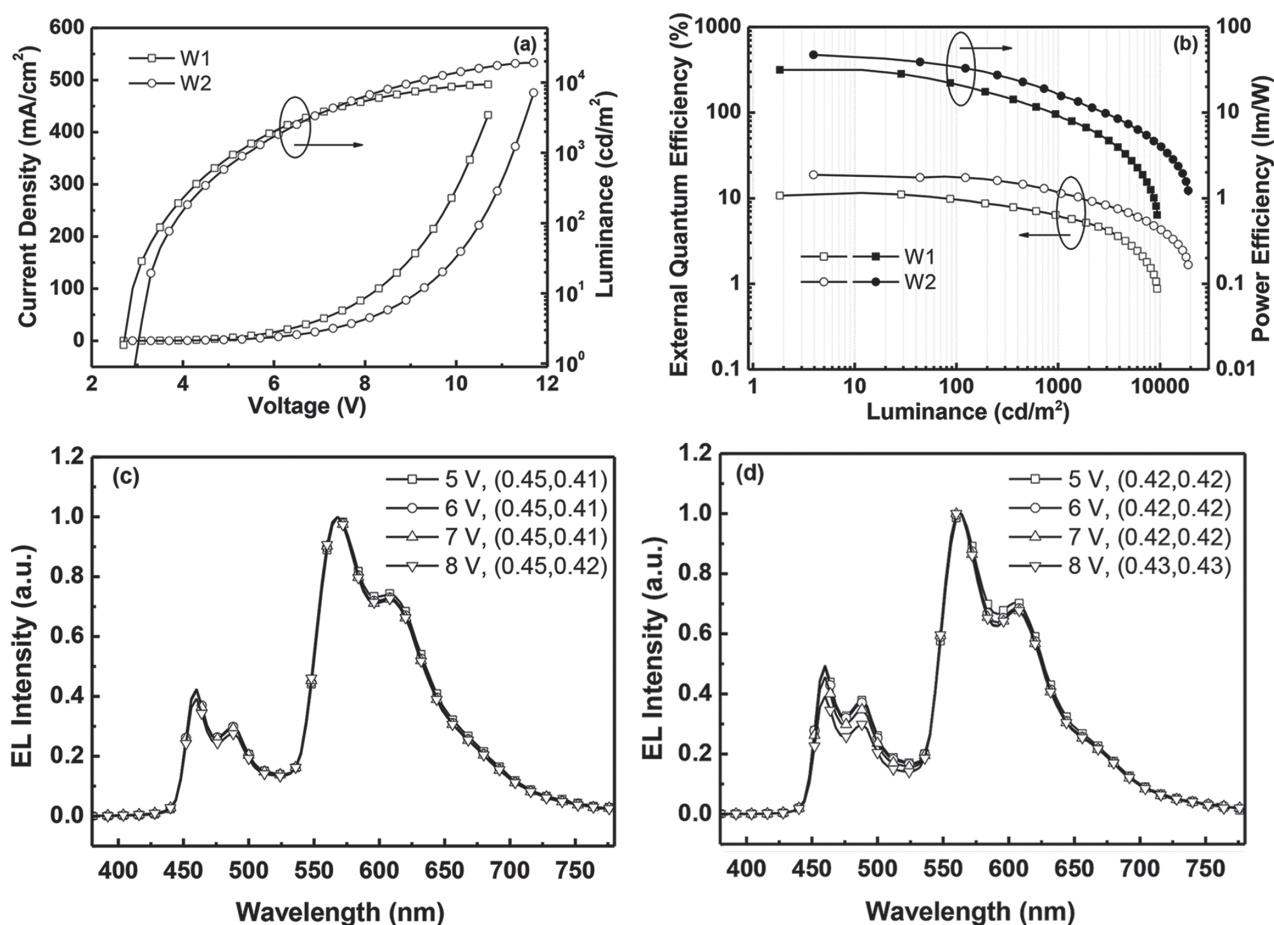 (a)
W1
W2
Current Density (mA/cm²)
600
500
400
300
200
100
0
Luminance (cd/m²)
10⁴
10³
10²
10¹
10⁰
2 4 6 8 10 12
Voltage (V)
(b)
W1
W2
External Quantum Efficiency (%)
1000
100
10
1
0.1
Power Efficiency (lm/W)
100
10
1
0.1
0.01
1 10 100 1000 10000
Luminance (cd/m²)
(c)
5 V, (0.45,0.41)
6 V, (0.45,0.41)
7 V, (0.45,0.41)
8 V, (0.45,0.42)
EL Intensity (a.u.)
1.2
1.0
0.8
0.6
0.4
0.2
0.0
400 450 500 550 600 650 700 750
Wavelength (nm)
(d)
5 V, (0.42,0.42)
6 V, (0.42,0.42)
7 V, (0.42,0.42)
8 V, (0.43,0.43)
EL Intensity (a.u.)
1.2
1.0
0.8
0.6
0.4
0.2
0.0
400 450 500 550 600 650 700 750
Wavelength (nm)